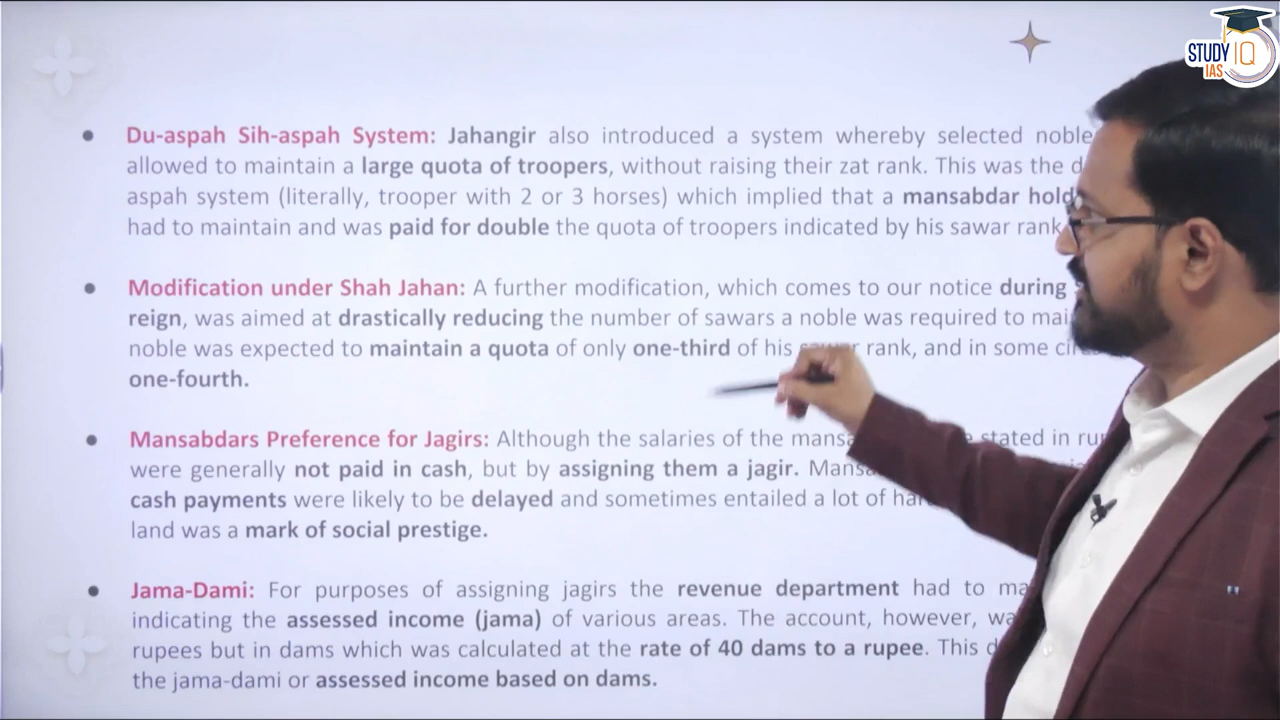 STUDY IQ
IAS
Du-aspah Sih-aspah System: Jahangir also introduced a system whereby selected
allowed to maintain a large quota of troopers, without raising their zat rank. This was the
aspah system (literally, trooper with 2 or 3 horses) which implied that a mansabdar
had to maintain and was paid for double the quota of troopers indicated by his sawar rank
Modification under Shah Jahan: A further modification, which comes to our notice during
reign, was aimed at drastically reducing the number of sawars a noble was required to
noble was expected to maintain a quota of only one-third of his sawar rank, and in some
one-fourth.
Mansabdars Preference for Jagirs: Although the salaries of the stated in
were generally not paid in cash, but by assigning them a jagir.
cash payments were likely to be delayed and sometimes entailed a lot of
land was a mark of social prestige.
Jama-Dami: For purposes of assigning jagirs the revenue department had to
indicating the assessed income (jama) of various areas. The account, however,
rupees but in dams which was calculated at the rate of 40 dams to a rupee. This
the jama-dami or assessed income based on dams.